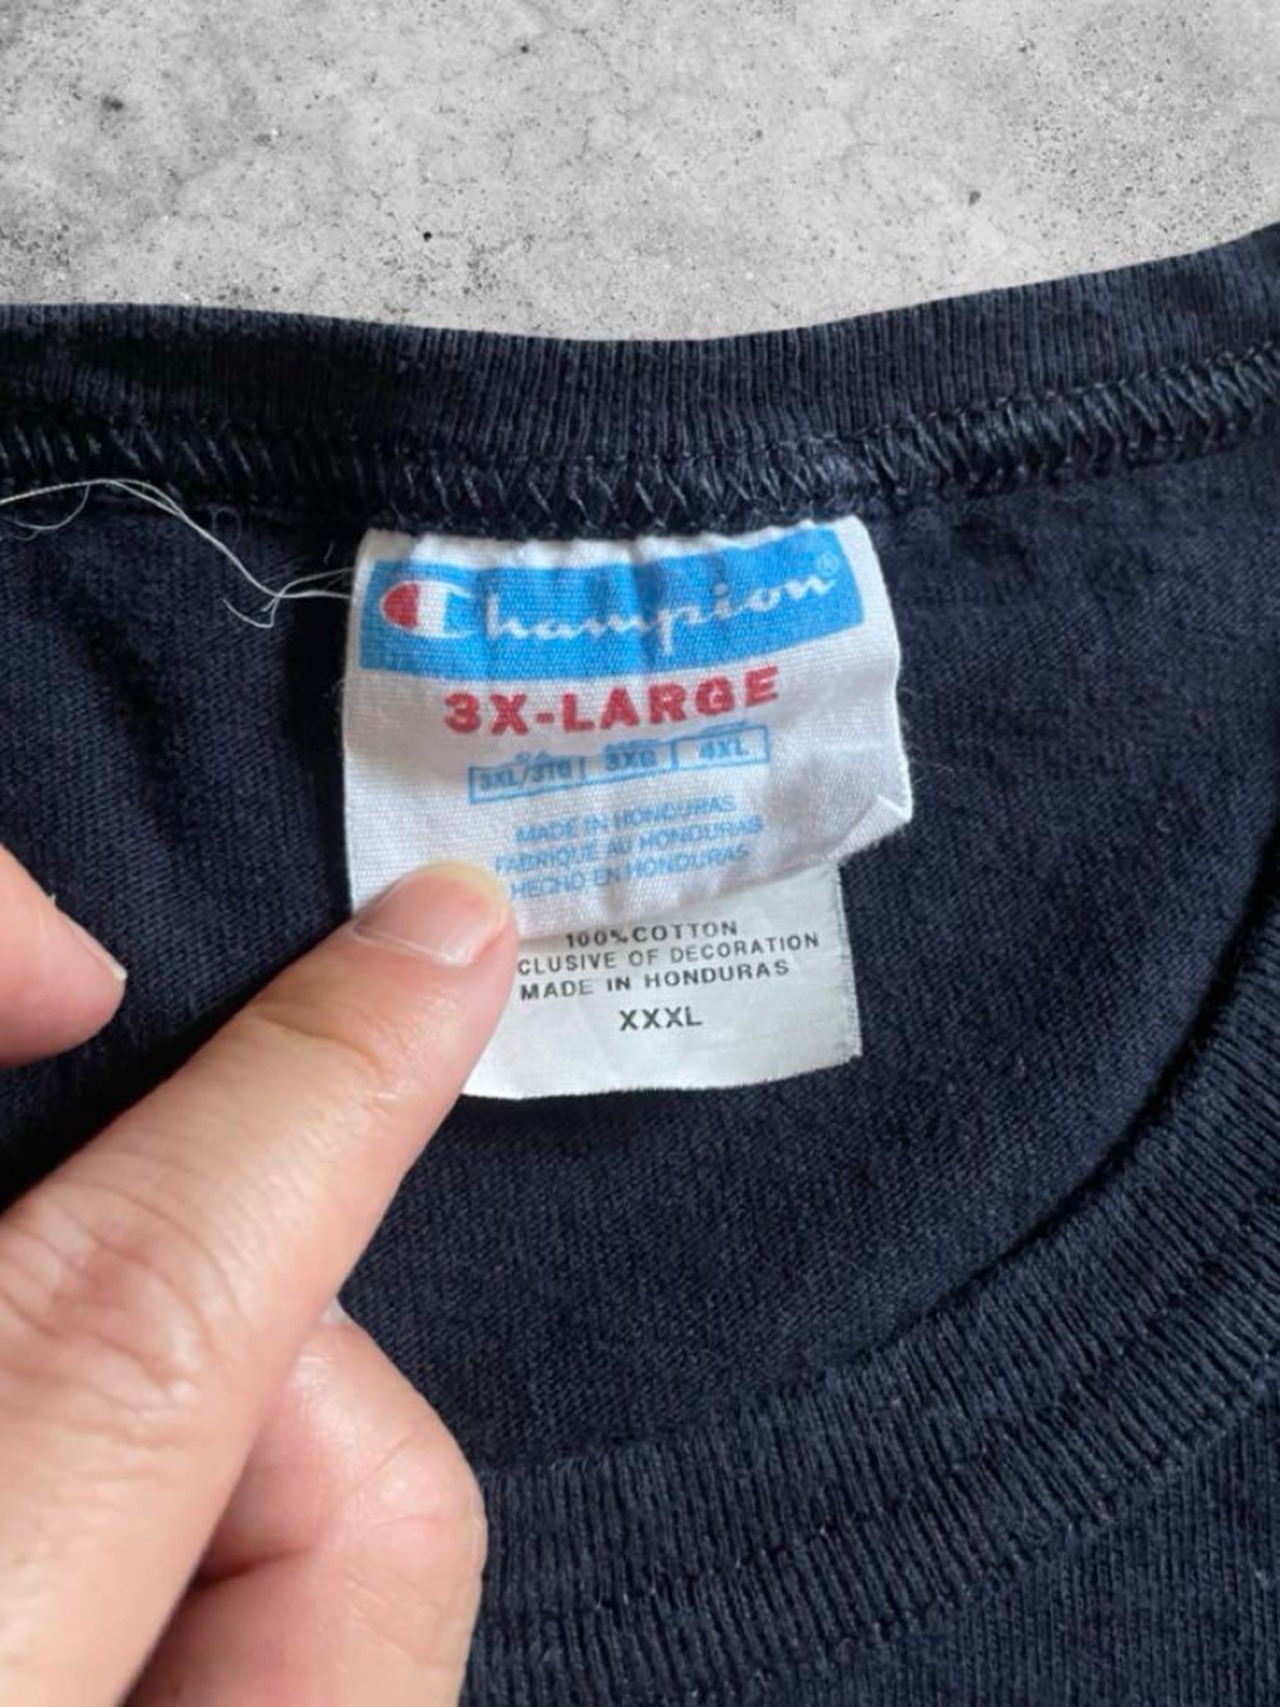 Champion®
3X-LARGE
3XL/3TG 3XG 4XL
MADE IN HONDURAS
FABRIQUÉ AU HONDURAS
HECHO EN HONDURAS
100%COTTON
CLUSIVE OF DECORATION
MADE IN HONDURAS
XXXL